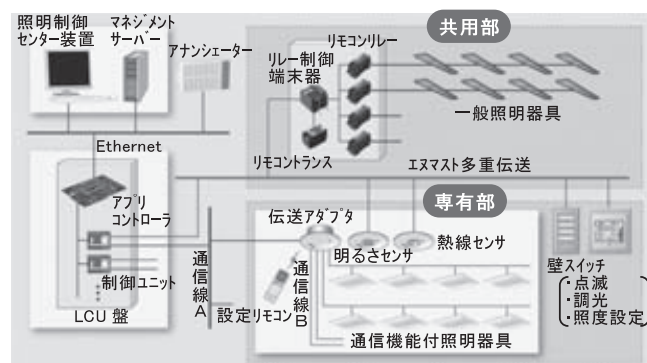 照明制御
センター装置
マネジメント
サーバー
アナンシェーター
共用部
リモコンリレー
リレー制御
端末器
一般照明器具
Ethernet
リモコントランス
エヌマスト多重伝送
アプリ
コントローラ
専有部
伝送アダプタ
明るさセンサ
熱線センサ
制御ユニット
通信線A
設定リモコン
通信線B
壁スイッチ
・点滅
・調光
・照度設定
LCU 盤
通信機能付照明器具